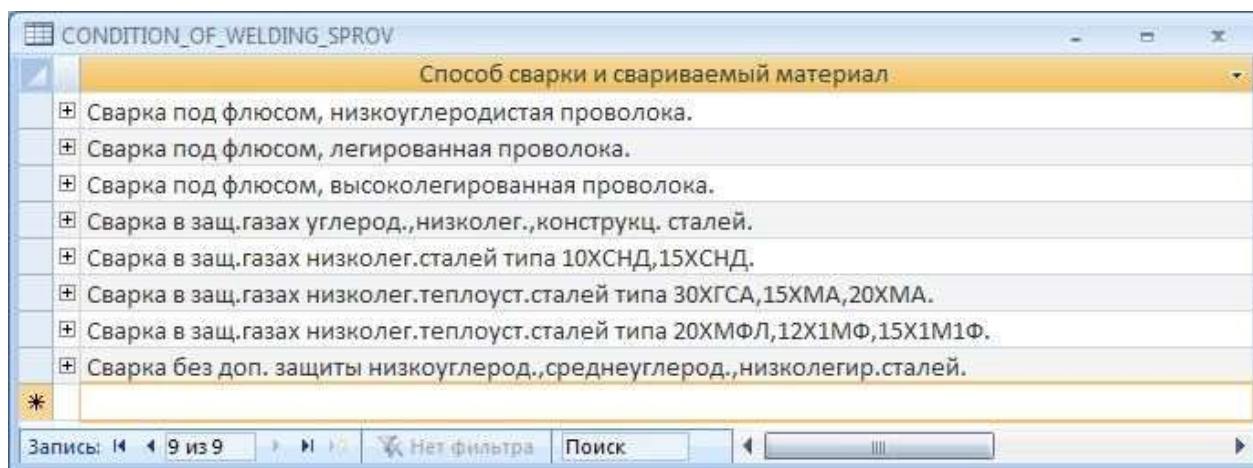 CONDITION_OF_WELDING_SPROV
Способ сварки и свариваемый материал
Сварка под флюсом, низкоуглеродистая проволока.
Сварка под флюсом, легированная проволока.
Сварка под флюсом, высоколегированная проволока.
Сварка в защ.газах углерод.,низколег.,конструкц. сталей.
Сварка в защ.газах низколег.сталей типа 10ХСНД,15ХСНД.
Сварка в защ.газах низколег.теплоуст.сталей типа 30ХГСА,15ХМА,20ХМА.
Сварка в защ.газах низколег.теплоуст.сталей типа 20ХМФЛ,12Х1МФ,15Х1М1Ф.
Сварка без доп. защиты низкоуглерод.,среднеуглерод.,низколегир.сталей.
Запись: 9 из 9 Нет фильтра Поиск